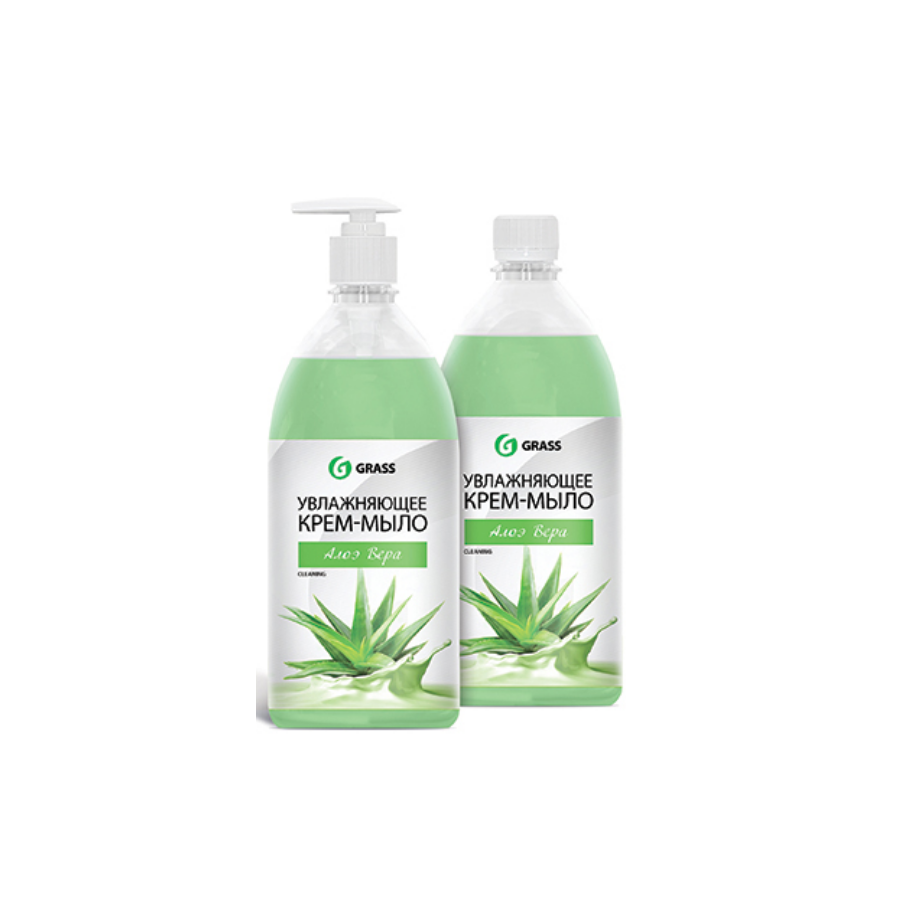 GRASS
УВЛАЖНЯЮЩЕЕ
КРЕМ-МЫЛО
Алоэ Вера
CLEANING
GRASS
УВЛАЖНЯЮЩЕЕ
КРЕМ-МЫЛО
Алоэ Вера
CLEANING